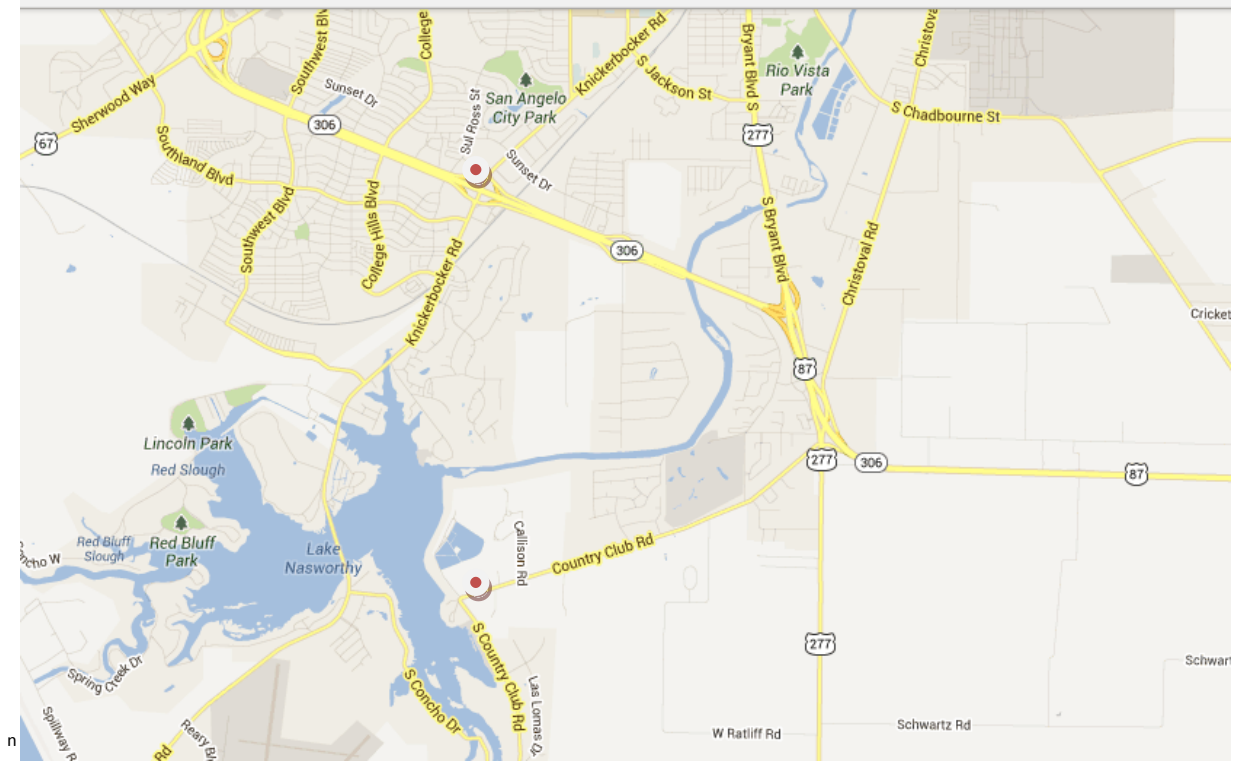 Southwest Blv
College
Knickerbocker Rd
Bryant Blvd S
Christova
Rio Vista
Park
S Jackson St
Sherwood Way
Sunset Dr
San Angelo
City Park
Sul Ross St
S Chadbourne St
306
277
67
Southland Blvd
Sunset Dr
Southwest Blvd
College Hills Blvd
S Bryant Blvd
Christoval Rd
306
Knickerbocker Rd
Cricket
87
Lincoln Park
Red Slough
277
306
87
Red Bluff
Slough
Red Bluff
Park
Lake
Nasworthy
Callison Rd
Country Club Rd
oncho W
S Country Club Rd
277
Spring Creek Dr
S Concho Dr
Las Lomas Dr
Schwart
Spillway R
Reary Bl
Rd
W Ratliff Rd
Schwartz Rd
n